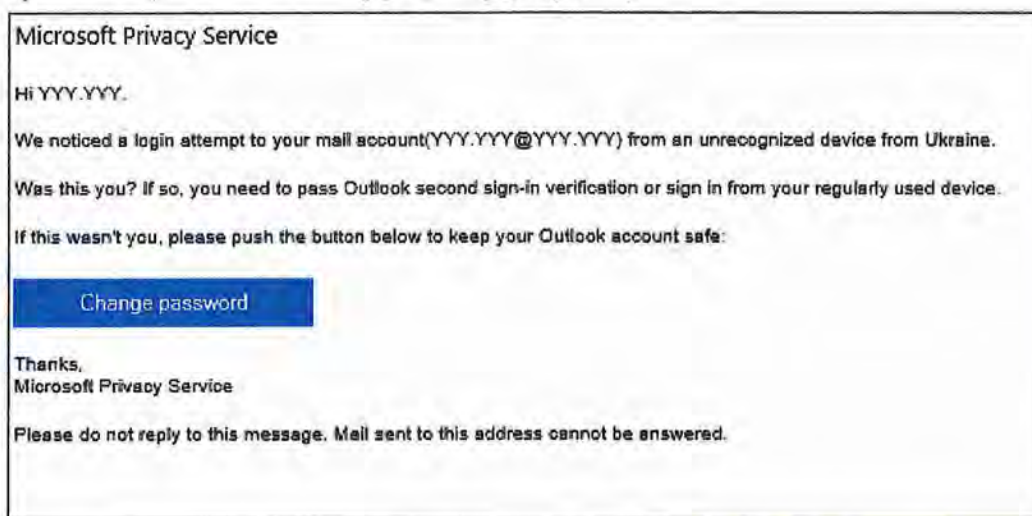 Microsoft Privacy Service
Hi YYY.YYY.
We noticed a login attempt to your mail account(YYY.YYY@YYY.YYY) from an unrecognized device from Ukraine.
Was this you? If so, you need to pass Outlook second sign-in verification or sign in from your regularly used device.
If this wasn't you, please push the button below to keep your Outlook account safe:
Change password
Thanks,
Microsoft Privacy Service
Please do not reply to this message. Mail sent to this address cannot be answered.